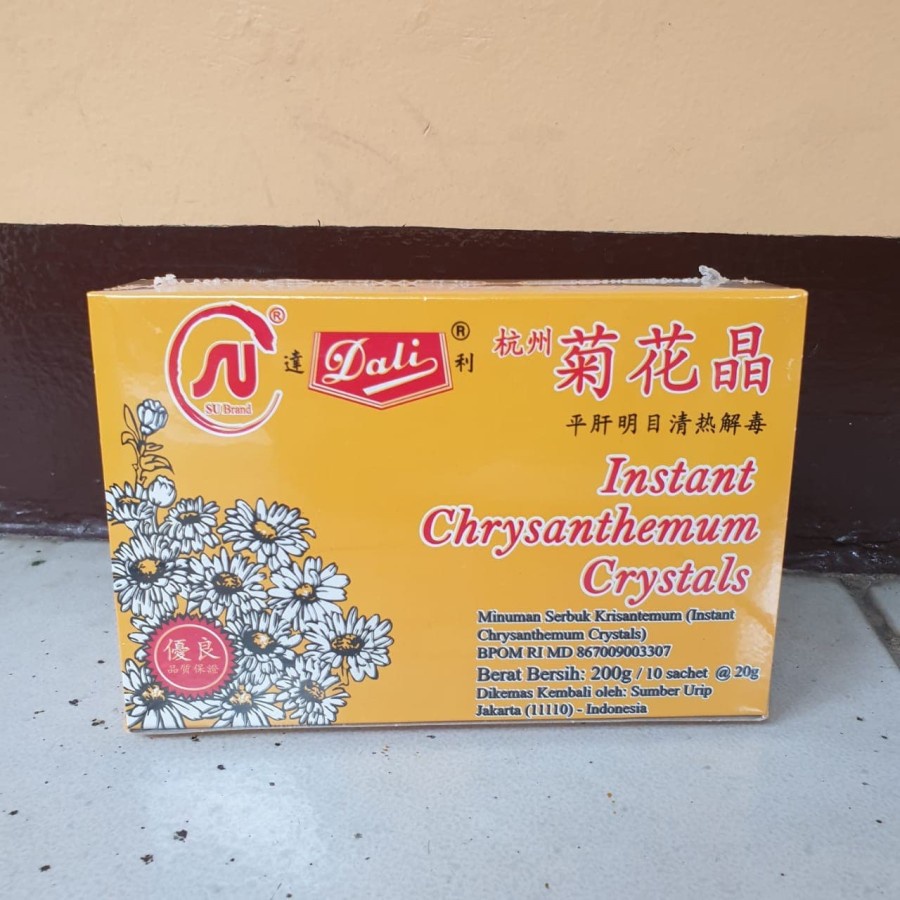 ®
SU Brand
達 Dali ® 利
杭州 菊花晶
平肝明目清热解毒
Instant
Chrysanthemum
Crystals
Minuman Serbuk Krisantemum (Instant
Chrysanthemum Crystals)
BPOM RI MD 867009003307
Berat Bersih: 200g / 10 sachet @ 20g
Dikemas Kembali oleh: Sumber Urip
Jakarta (11110) - Indonesia
優良
品質保證